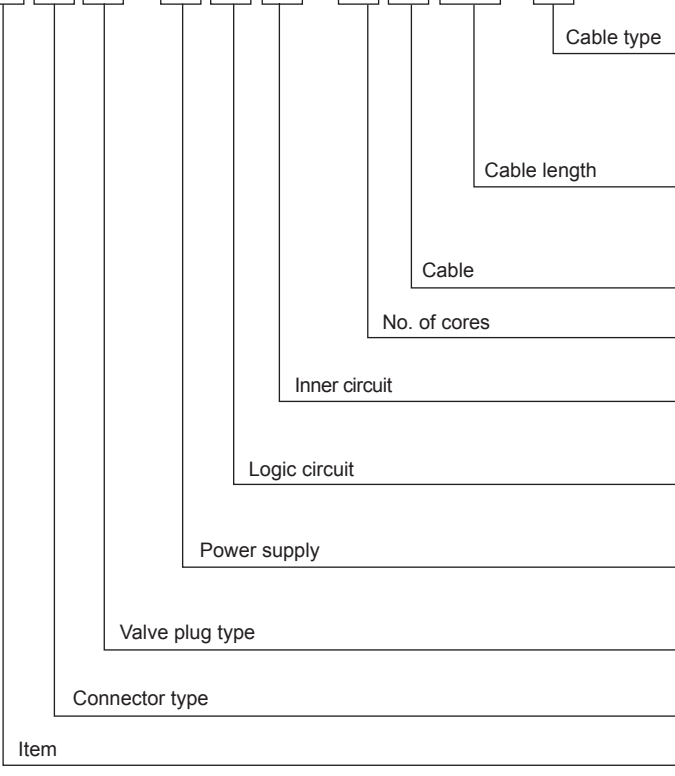 Cable type
Cable length
Cable
No. of cores
Inner circuit
Logic circuit
Power supply
Valve plug type
Connector type
Item